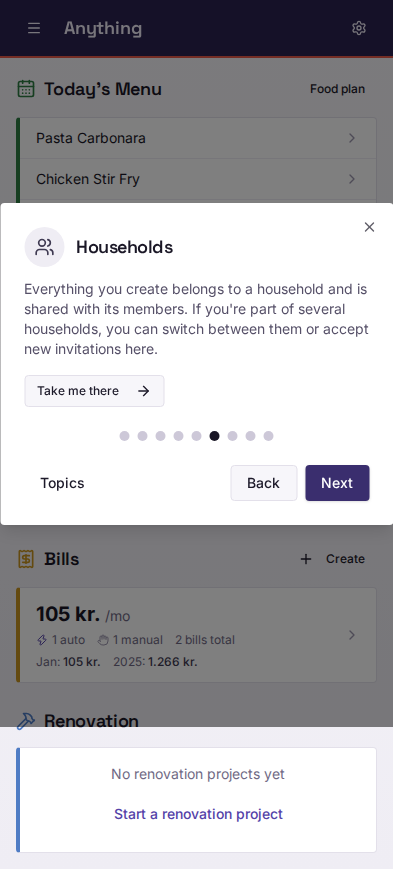 Anything
Today's Menu
Food plan
Pasta Carbonara
Chicken Stir Fry
Households
Everything you create belongs to a household and is
shared with its members. If you're part of several
households, you can switch between them or accept
new invitations here.
Take me there
Topics
Back
Next
Bills
Create
105 kr. /mo
1 auto 1 manual 2 bills total
Jan: 105 kr. 2025: 1.266 kr.
Renovation
No renovation projects yet
Start a renovation project